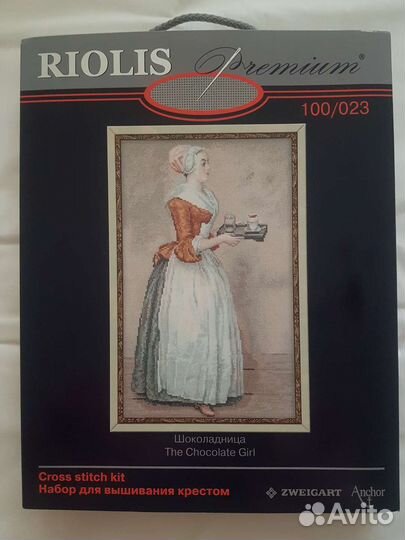 RIOLIS Premium®
100/023
Шоколадница
The Chocolate Girl
Cross stitch kit
Набор для вышивания крестом
ZWEIGART Anchor
Avito